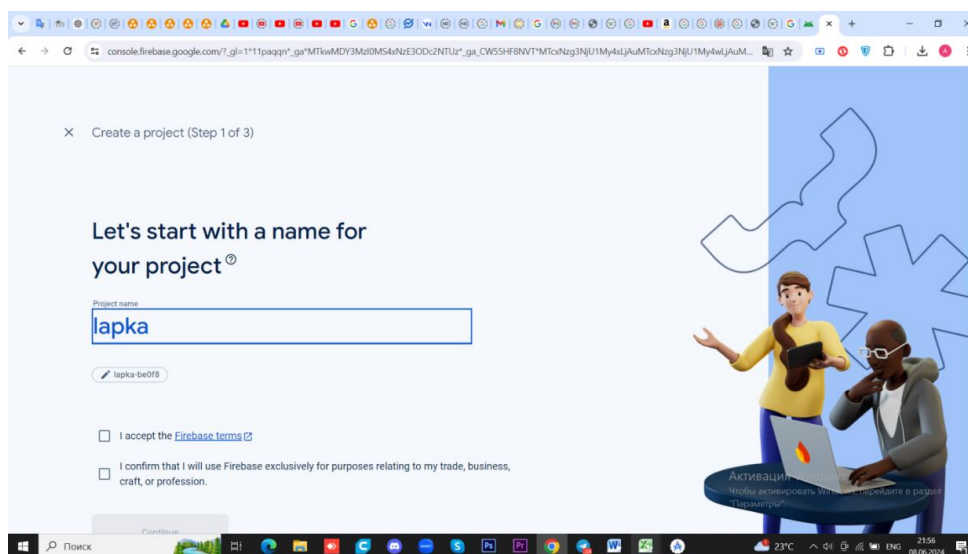 console.firebase.google.com/?_gl=1*11paqqn*_ga*MTkwMDY3MzI0MS4xNzE3ODc2NTUz*_ga_CW55HF8NVT*MTcxNzg3NjU1My4xLjAuMTcxNzg3NjU1My4wLjAuM...
Create a project (Step 1 of 3)
Let's start with a name for
your project
Project name
lapka
lapka-be0f8
I accept the Firebase terms
I confirm that I will use Firebase exclusively for purposes relating to my trade, business,
craft, or profession.
Continue
Активация Windows
Чтобы активировать Windows, перейдите в раздел
"Параметры".
Поиск
23°C
ENG
21:56
08.06.2024